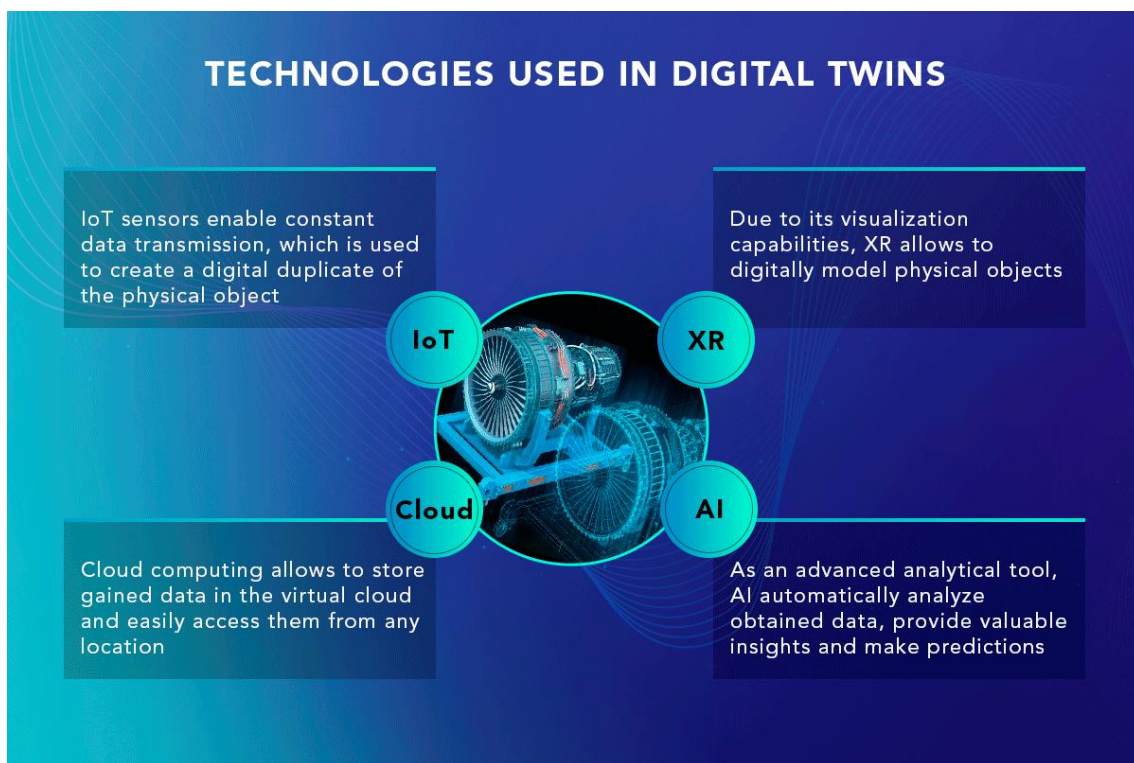 TECHNOLOGIES USED IN DIGITAL TWINS
IoT sensors enable constant
data transmission, which is used
to create a digital duplicate of
the physical object
Due to its visualization
capabilities, XR allows to
digitally model physical objects
IoT
XR
Cloud
AI
Cloud computing allows to store
gained data in the virtual cloud
and easily access them from any
location
As an advanced analytical tool,
AI automatically analyze
obtained data, provide valuable
insights and make predictions